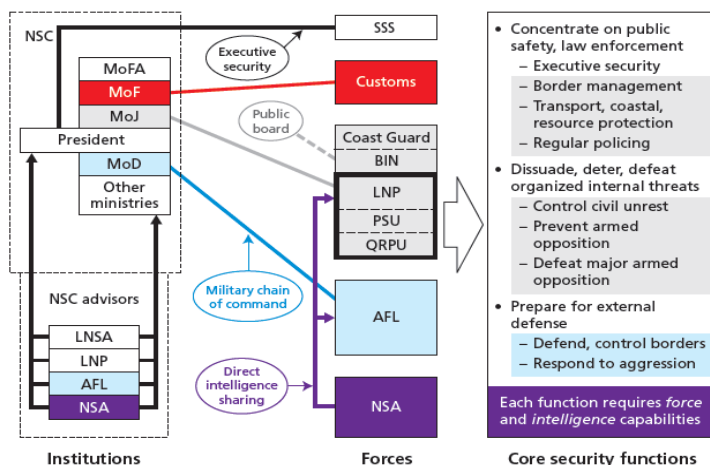 NSC
MoFA
MoF
MoJ
President
MoD
Other
ministries
NSC advisors
LNSA
LNP
AFL
NSA
Institutions
Executive
security
Public
board
Military chain
of command
Direct
intelligence
sharing
SSS
Customs
Coast Guard
BIN
LNP
PSU
QRPU
AFL
NSA
Forces
• Concentrate on public
safety, law enforcement
– Executive security
– Border management
– Transport, coastal,
resource protection
– Regular policing
• Dissuade, deter, defeat
organized internal threats
– Control civil unrest
– Prevent armed
opposition
– Defeat major armed
opposition
• Prepare for external
defense
– Defend, control borders
– Respond to aggression
Each function requires force
and intelligence capabilities
Core security functions